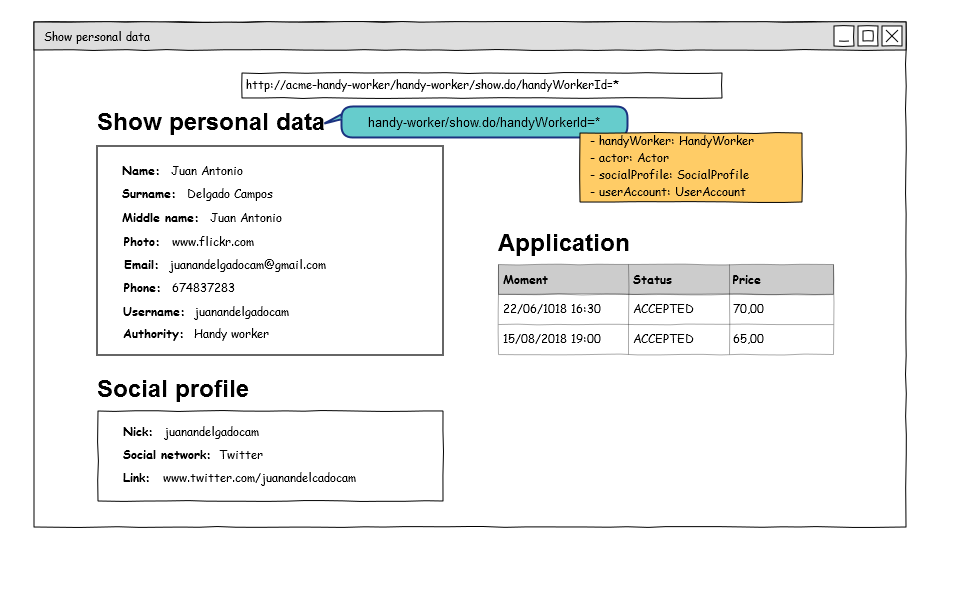 Show personal data
http://acme-handy-worker/handy-worker/show.do/handyWorkerId=*
Show personal data
handy-worker/show.do/handyWorkerId=*
- handyWorker: HandyWorker
- actor: Actor
- socialProfile: SocialProfile
- userAccount: UserAccount
Name: Juan Antonio
Surname: Delgado Campos
Middle name: Juan Antonio
Photo: www.flickr.com
Email: juanandelgadocam@gmail.com
Phone: 674837283
Username: juanandelgadocam
Authority: Handy worker
Application
Moment Status Price
22/06/1018 16:30 ACCEPTED 70,00
15/08/2018 19:00 ACCEPTED 65,00
Social profile
Nick: juanandelgadocam
Social network: Twitter
Link: www.twitter.com/juanandelcadocam